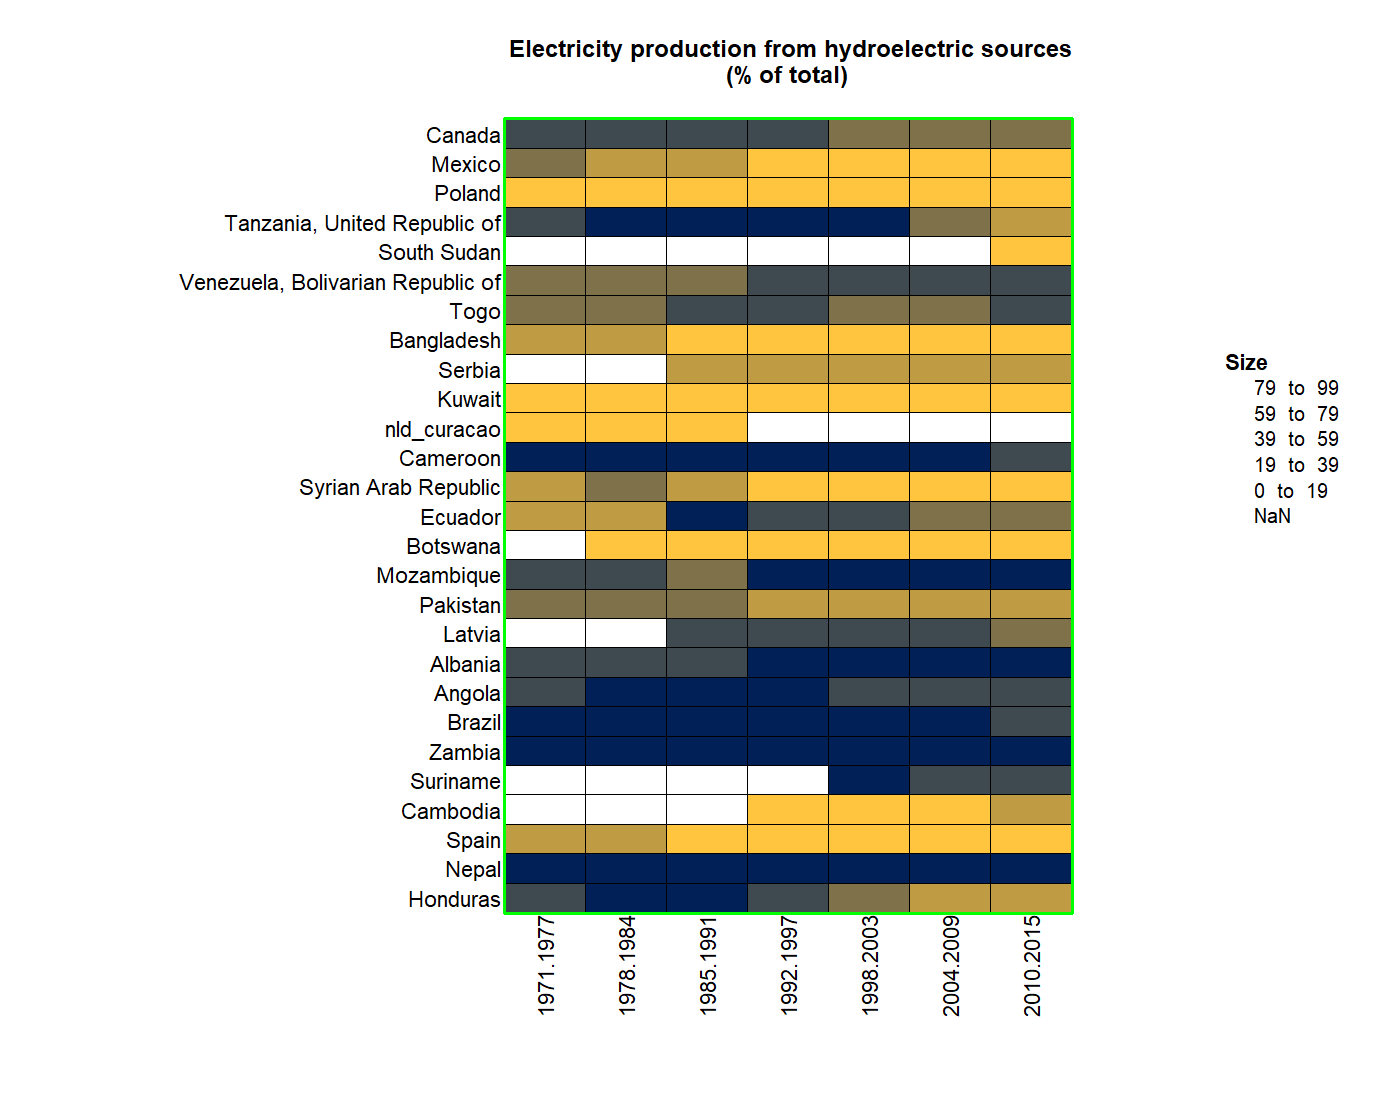 Electricity production from hydroelectric sources
(% of total)
Canada
Mexico
Poland
Tanzania, United Republic of
South Sudan
Venezuela, Bolivarian Republic of
Togo
Bangladesh
Serbia
Kuwait
nld_curacao
Cameroon
Syrian Arab Republic
Ecuador
Botswana
Mozambique
Pakistan
Latvia
Albania
Angola
Brazil
Zambia
Suriname
Cambodia
Spain
Nepal
Honduras
1971.1977
1978.1984
1985.1991
1992.1997
1998.2003
2004.2009
2010.2015
Size
79 to 99
59 to 79
39 to 59
19 to 39
0 to 19
NaN